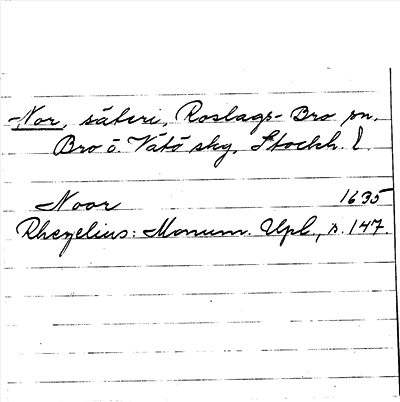 Nor, säteri, Roslags-Bro sn.
Bro o. Vätö skg, Stockh. l.
Noor 1635
Rhezelius: Monum. Upl., s. 147.